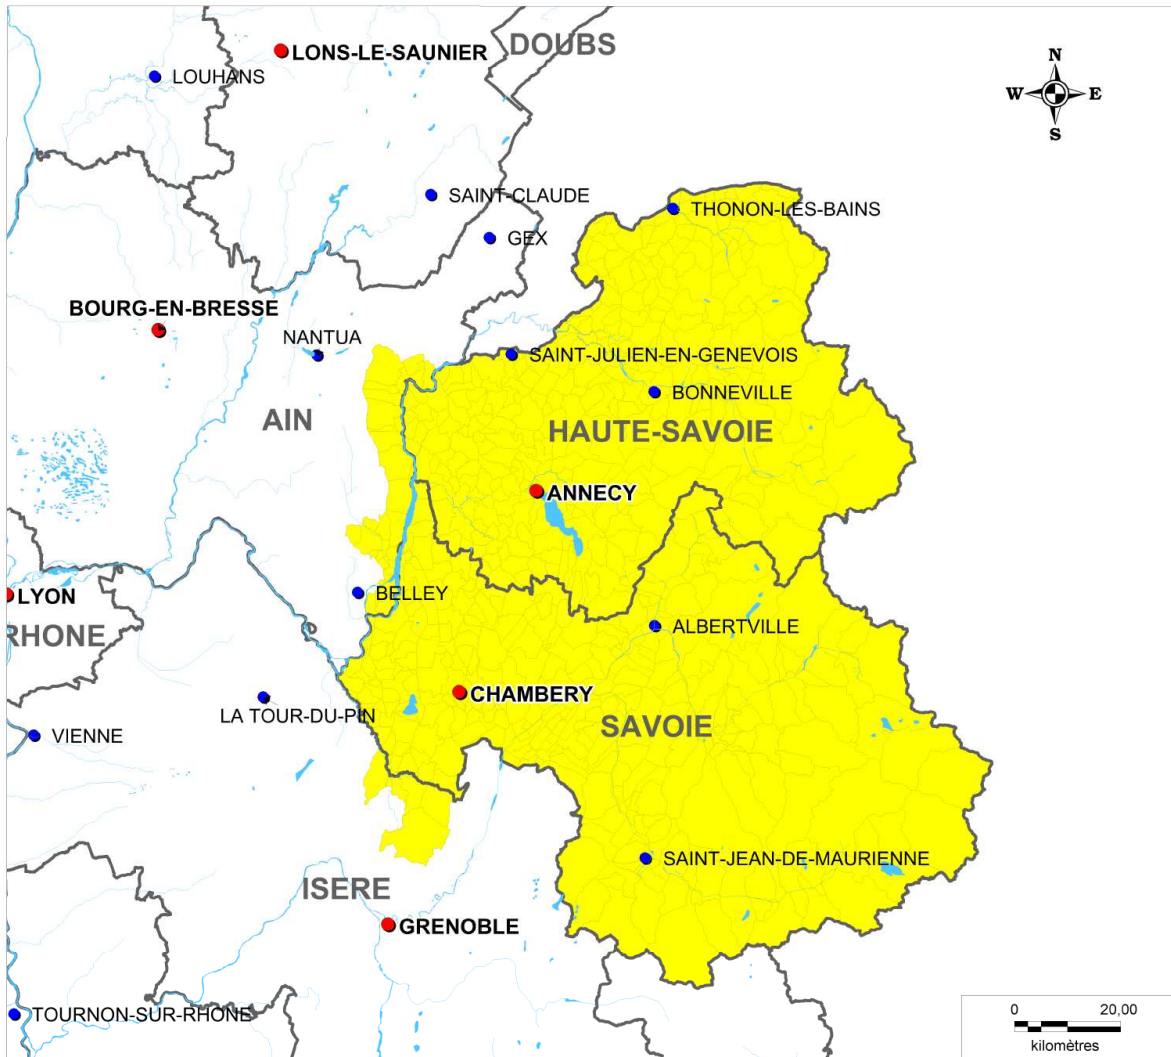 DOUBS
LONS-LE-SAUNIER
LOUHANS
N
W E
S
SAINT-CLAUDE
THONON-LES-BAINS
GEX
BOURG-EN-BRESSE
NANTUA
SAINT-JULIEN-EN-GENEVOIS
BONNEVILLE
AIN
HAUTE-SAVOIE
ANNECY
BELLEY
LYON
RHONE
ALBERTVILLE
CHAMBERY
LA TOUR-DU-PIN
SAVOIE
VIENNE
SAINT-JEAN-DE-MAURIENNE
ISERE
GRENOBLE
TOURNON-SUR-RHONE
0 20,00
kilomètres